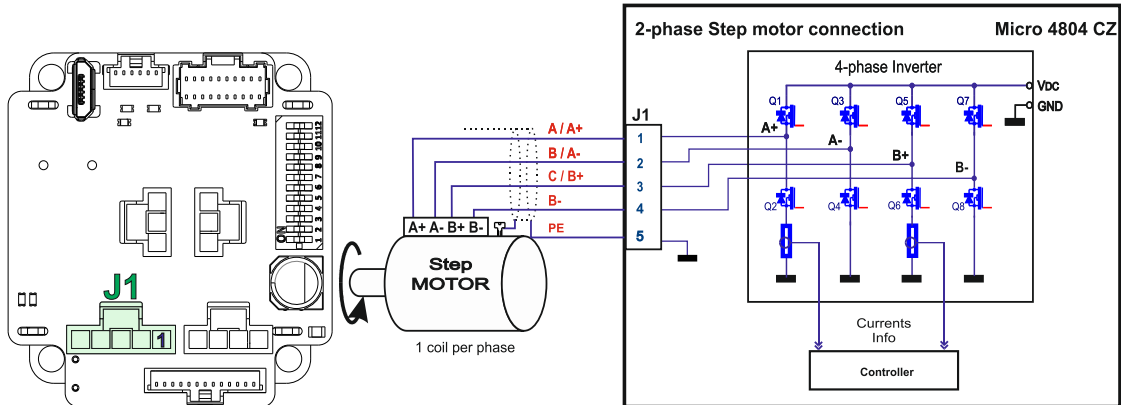 2-phase Step motor connection
Micro 4804 CZ
4-phase Inverter
VDC
GND
Q1
Q3
Q5
Q7
A+
A-
B+
B-
Q2
Q4
Q6
Q8
J1
1
2
3
4
5
A / A+
B / A-
C / B+
B-
PE
A+ A- B+ B-
Step
MOTOR
1 coil per phase
Currents
Info
Controller
12
11
10
9
8
7
6
5
4
3
2
1
ON
J1
1